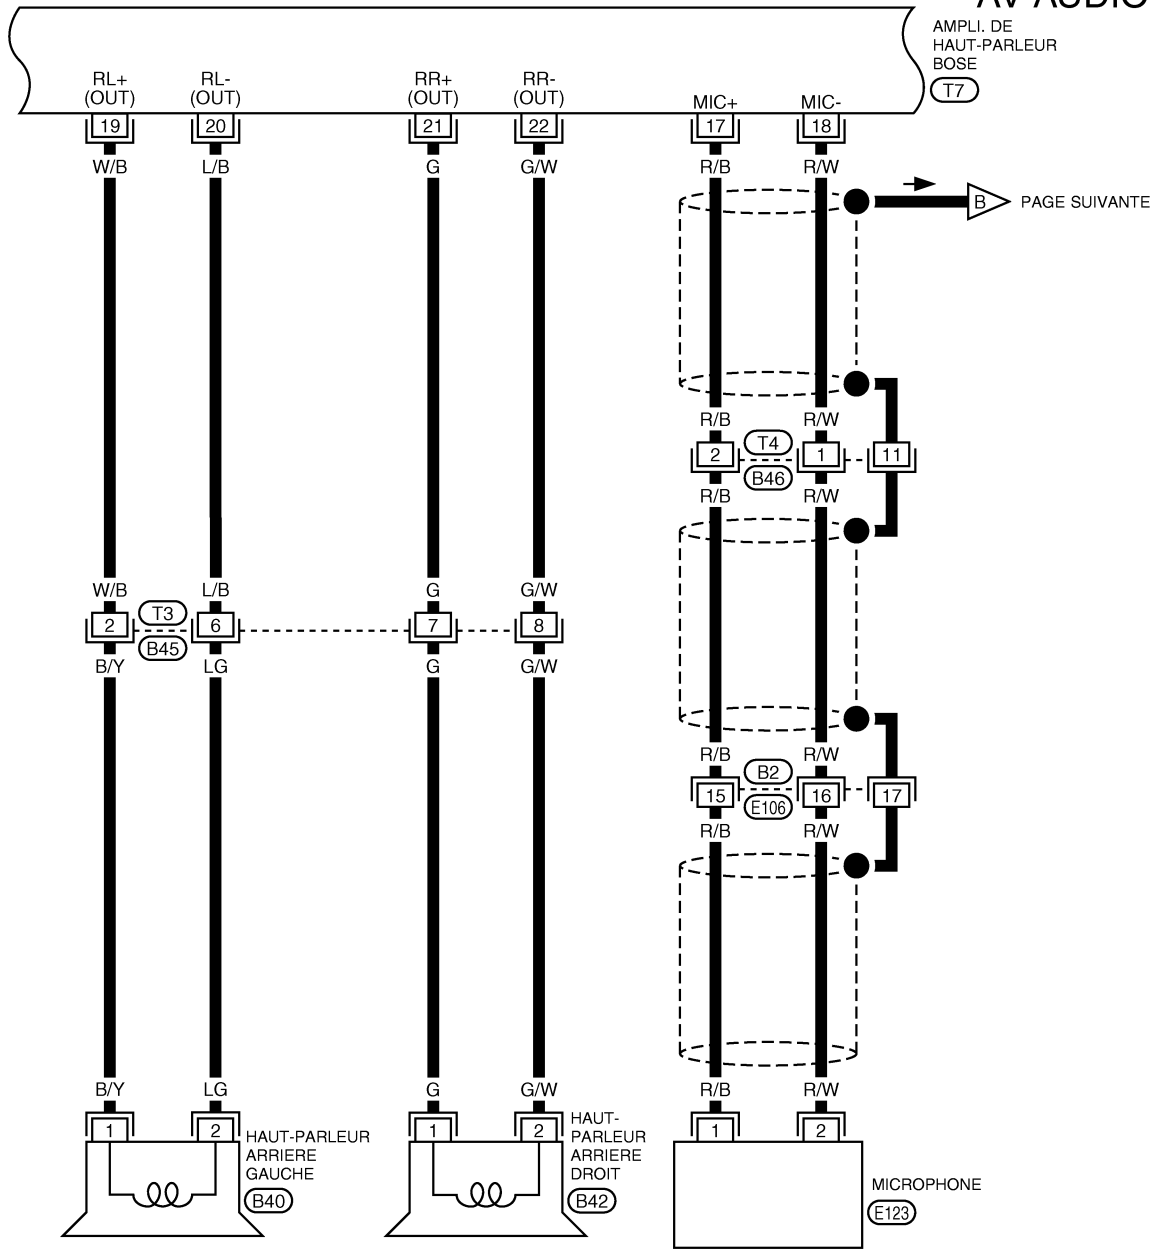 AV-AUDIO
AMPLI. DE
HAUT-PARLEUR
BOSE
T7
RL+ RL- RR+ RR-
(OUT) (OUT) (OUT) (OUT) MIC+ MIC-
19 20 21 22 17 18
W/B L/B G G/W R/B R/W
B PAGE SUIVANTE
R/B R/W
2 T4 1 11
B46
R/B R/W
W/B L/B G G/W
2 T3 6 7 8
B45
B/Y LG G G/W
R/B R/W
15 B2 16 17
E106
R/B R/W
B/Y LG G G/W R/B R/W
1 2 1 2 1 2
HAUT-PARLEUR
ARRIERE
GAUCHE
B40
HAUT-
PARLEUR
ARRIERE
DROIT
B42
MICROPHONE
E123